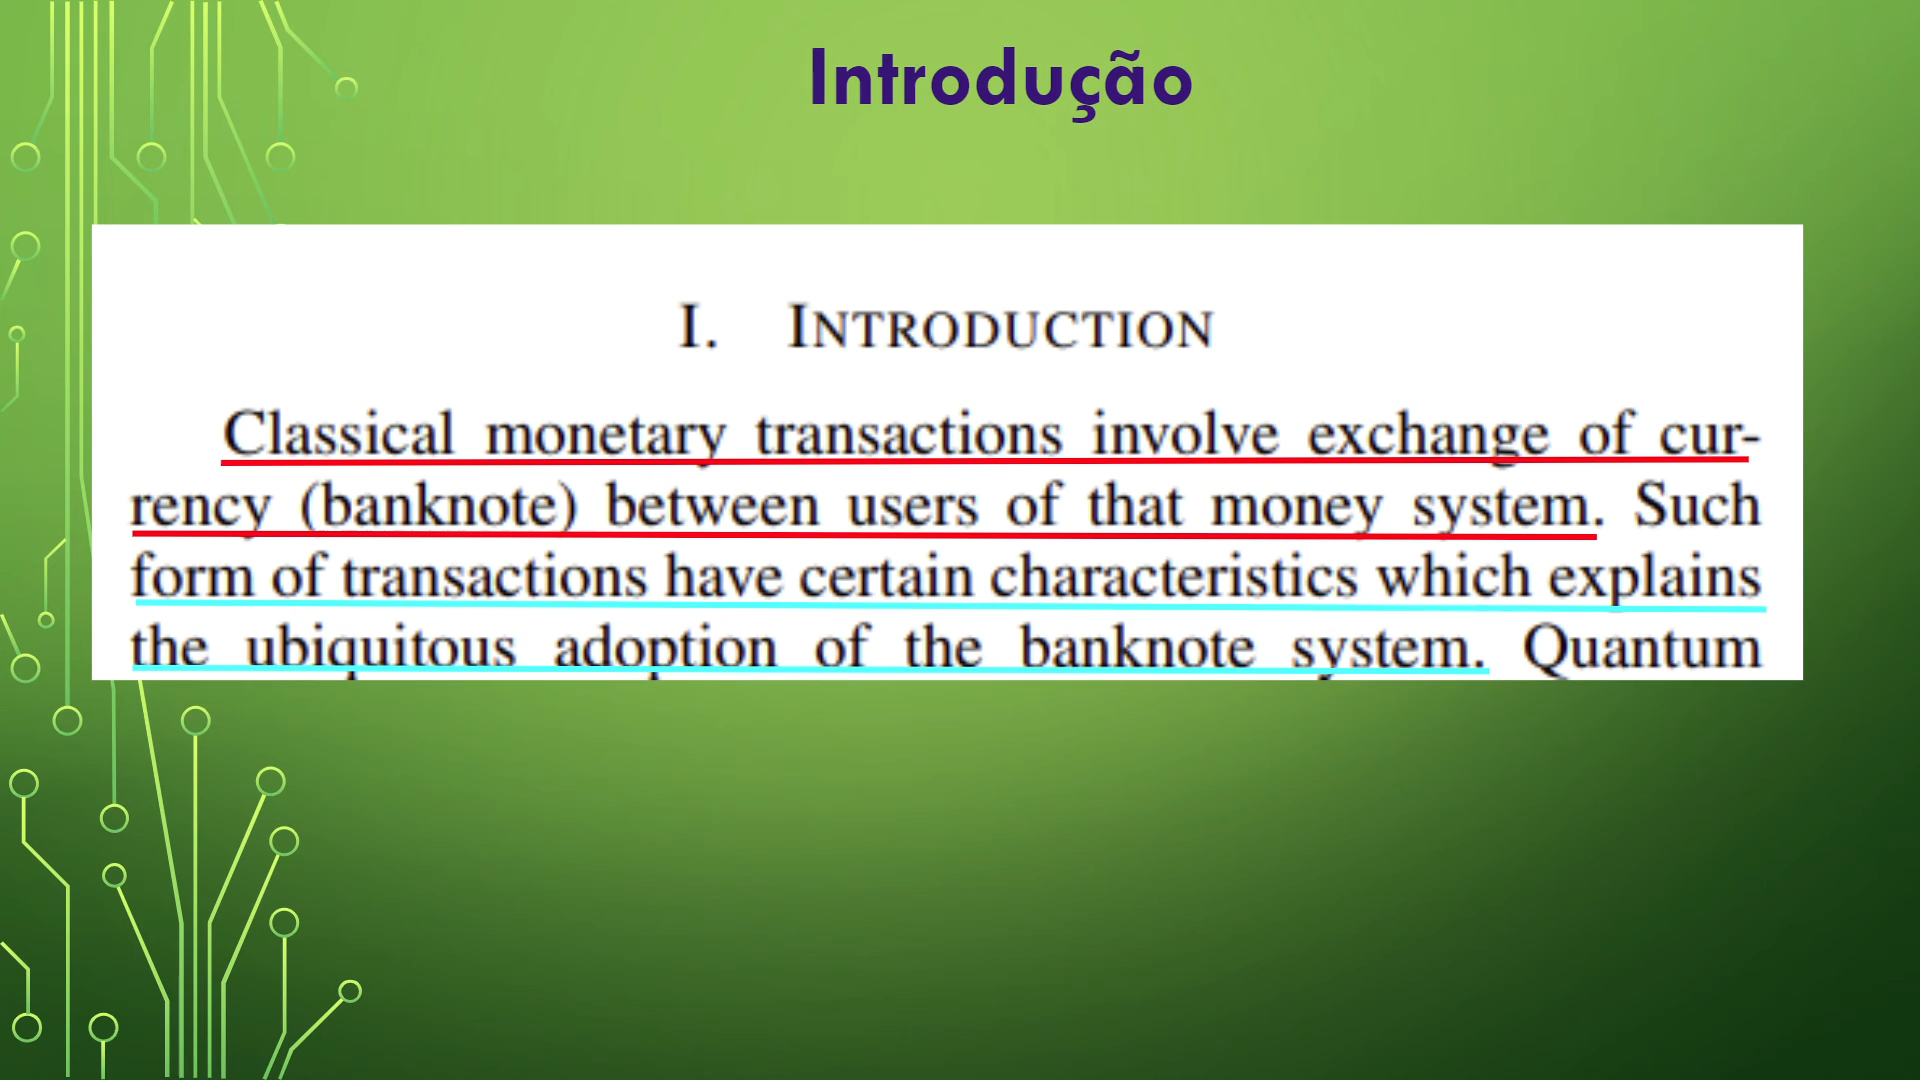 Introdução
I. INTRODUCTION
Classical monetary transactions involve exchange of cur-
rency (banknote) between users of that money system. Such
form of transactions have certain characteristics which explains
the ubiquitous adoption of the banknote system. Quantum